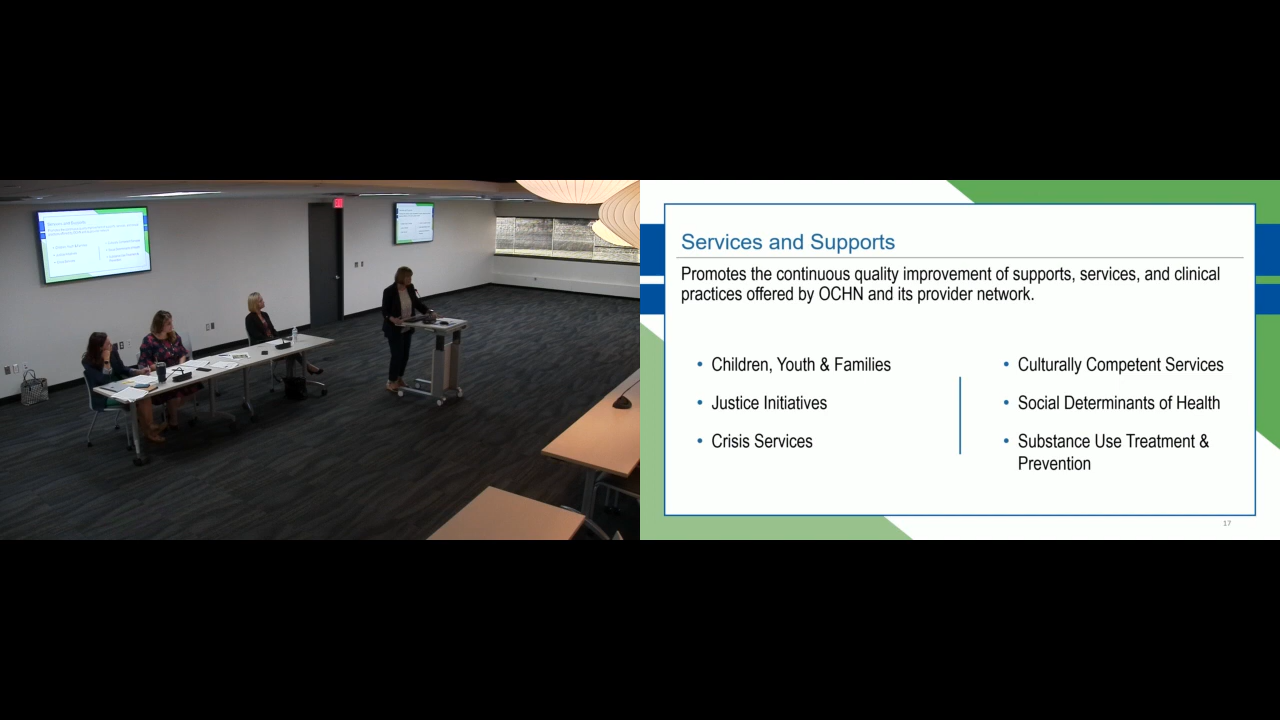 Services and Supports
Promotes the continuous quality improvement of supports, services, and clinical
practices offered by OCHN and its provider network.
• Children, Youth & Families
• Justice Initiatives
• Crisis Services
• Culturally Competent Services
• Social Determinants of Health
• Substance Use Treatment &
Prevention
17